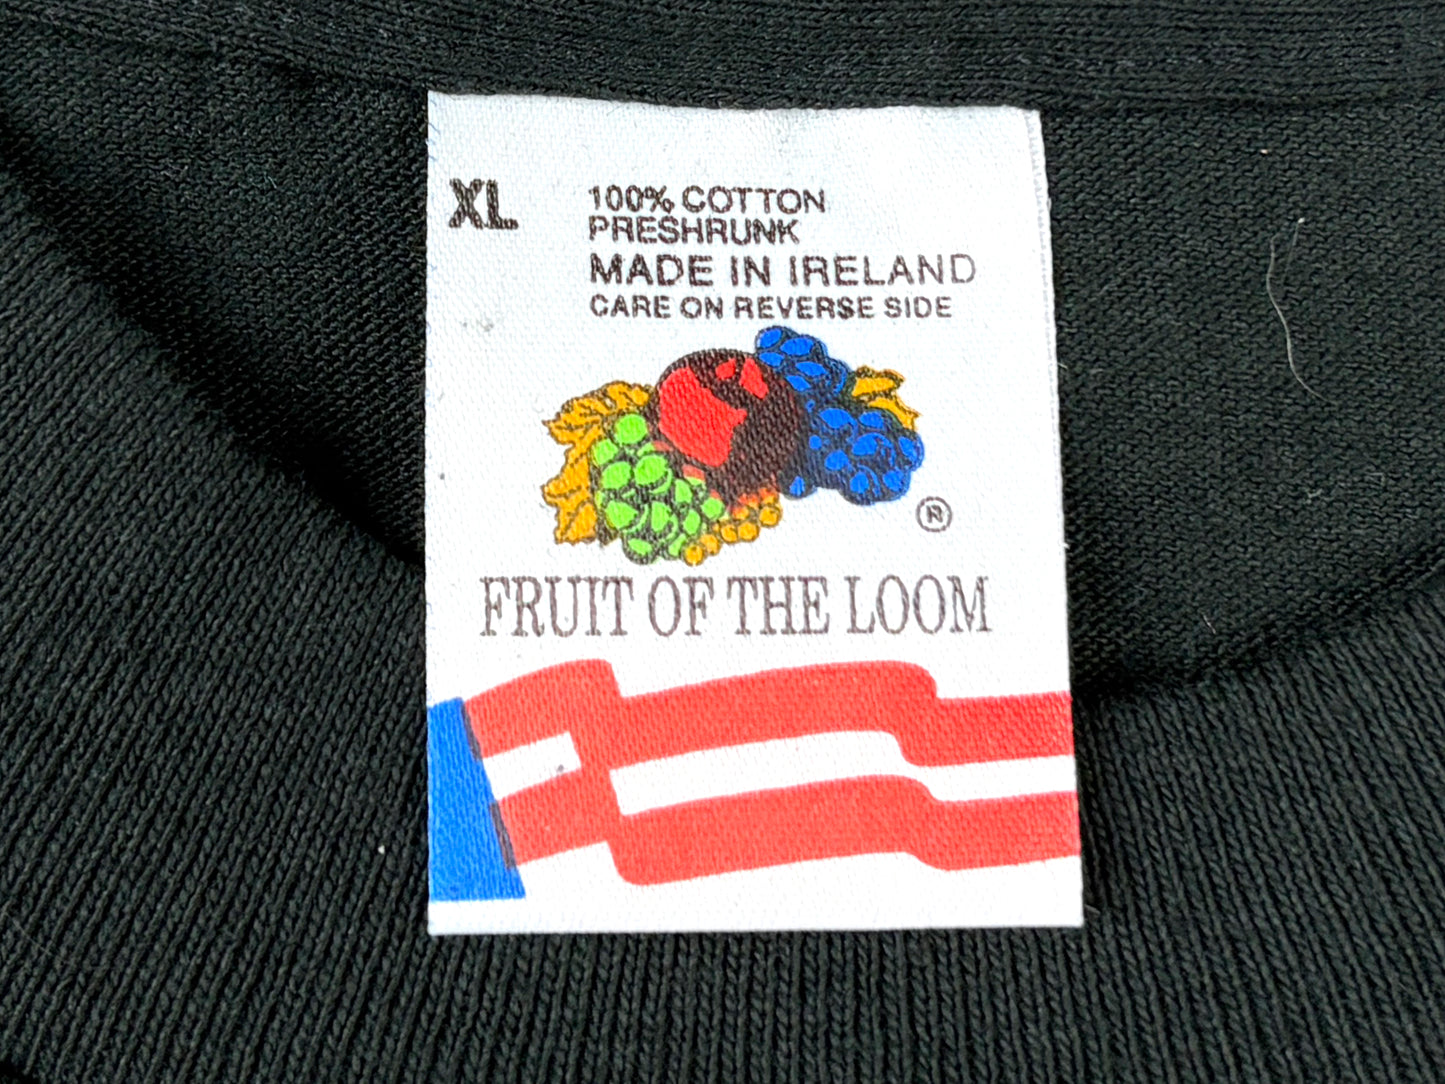 XL
100% COTTON
PRESHRUNK
MADE IN IRELAND
CARE ON REVERSE SIDE
®
FRUIT OF THE LOOM